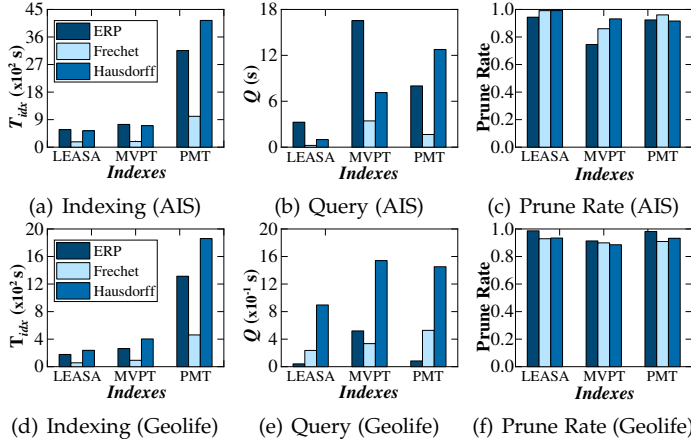 45
36
27
18
9
0
T_idx (x10² s)
ERP
Frechet
Hausdorff
LEASA MVPT PMT
Indexes
(a) Indexing (AIS)
18
12
6
0
Q (s)
LEASA MVPT PMT
Indexes
(b) Query (AIS)
1.0
0.8
0.6
0.4
0.2
0.0
Prune Rate
LEASA MVPT PMT
Indexes
(c) Prune Rate (AIS)
20
16
12
8
4
0
T_idx (x10² s)
ERP
Frechet
Hausdorff
LEASA MVPT PMT
Indexes
(d) Indexing (Geolife)
20
16
12
8
4
0
Q (x10⁻¹ s)
LEASA MVPT PMT
Indexes
(e) Query (Geolife)
1.0
0.8
0.6
0.4
0.2
0.0
Prune Rate
LEASA MVPT PMT
Indexes
(f) Prune Rate (Geolife)